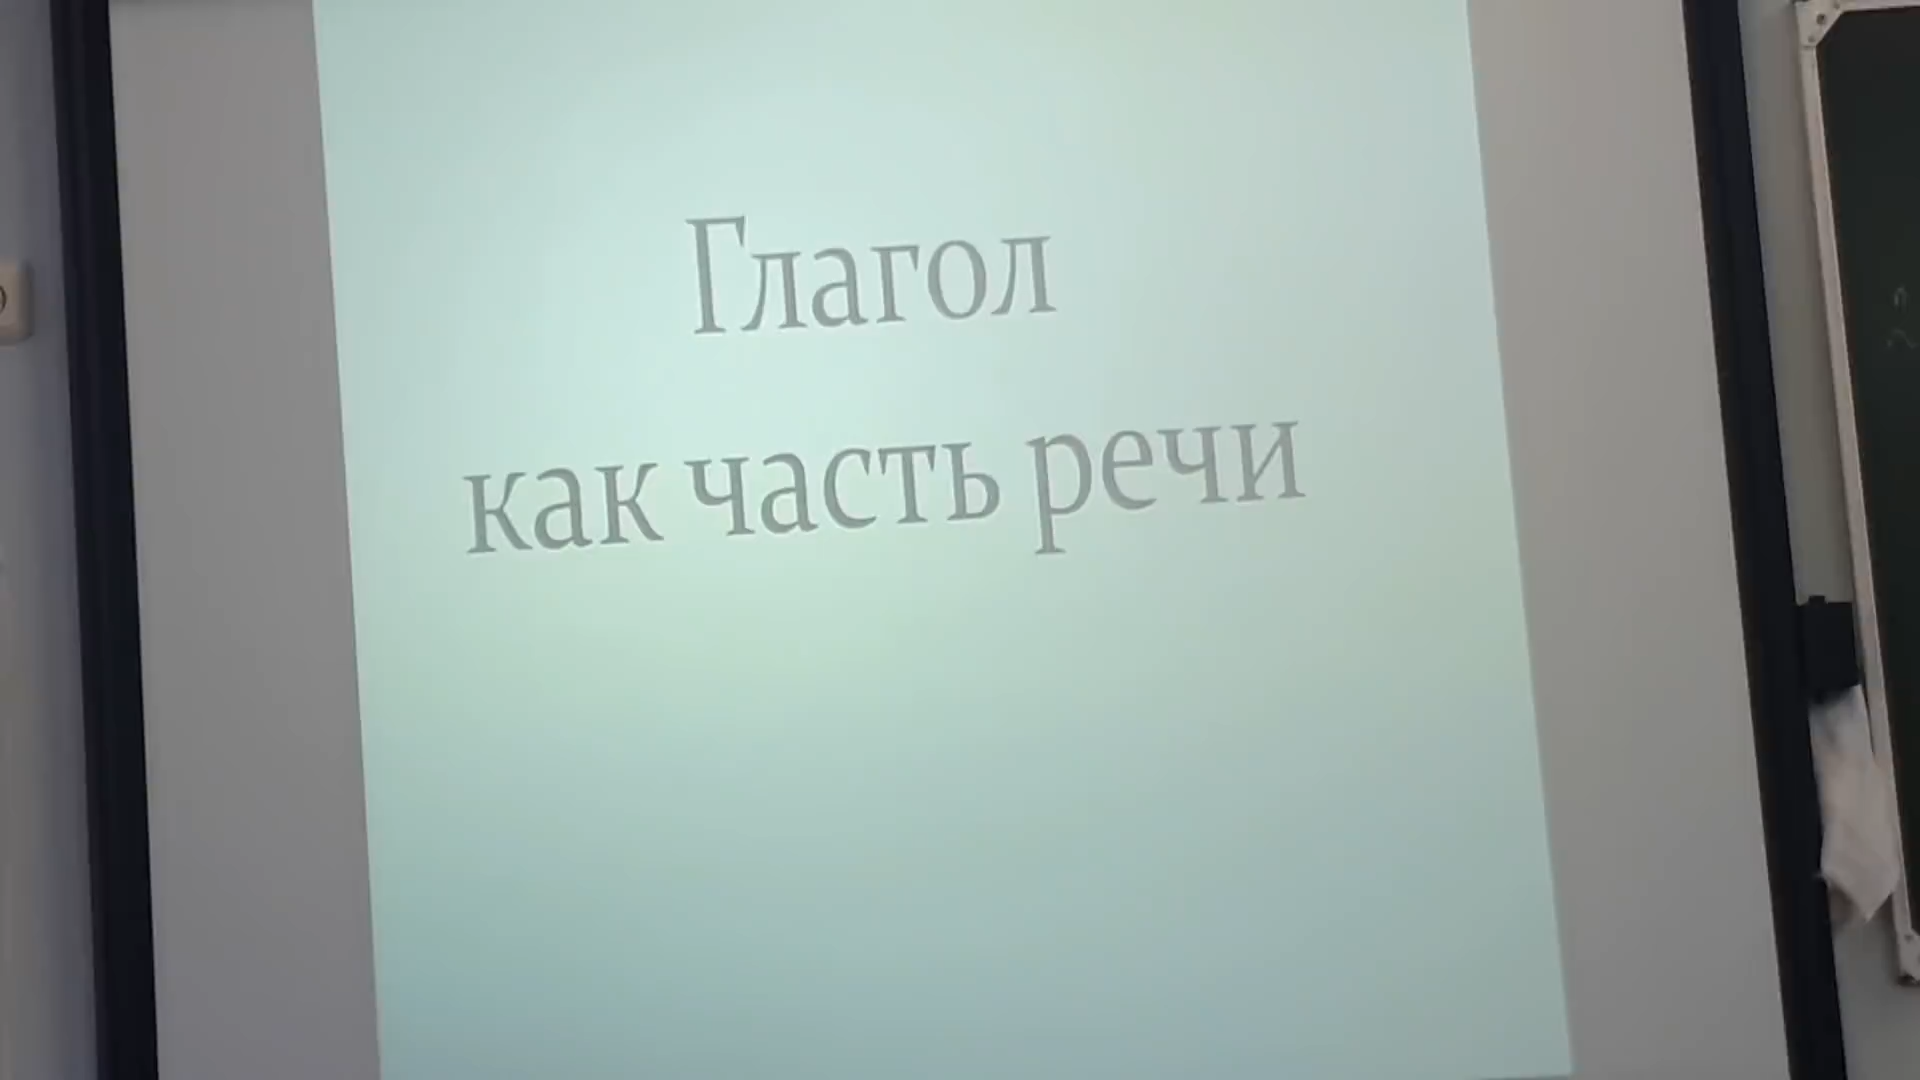 Глагол
как часть речи